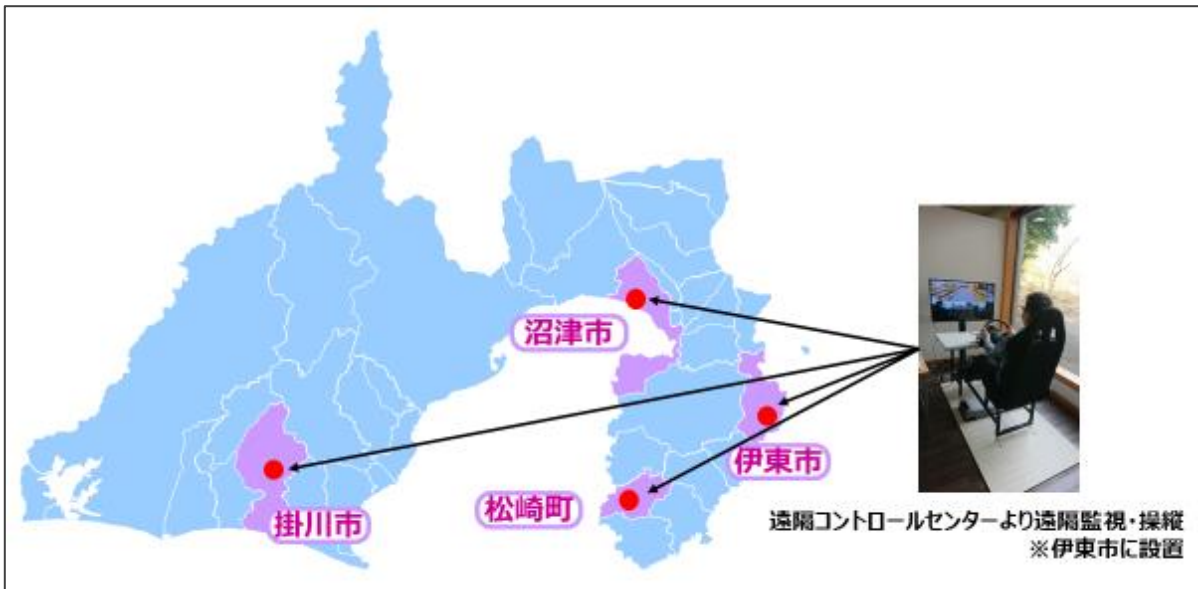 沼津市
伊東市
松崎町
掛川市
遠隔コントロールセンターより遠隔監視・操縦
※伊東市に設置